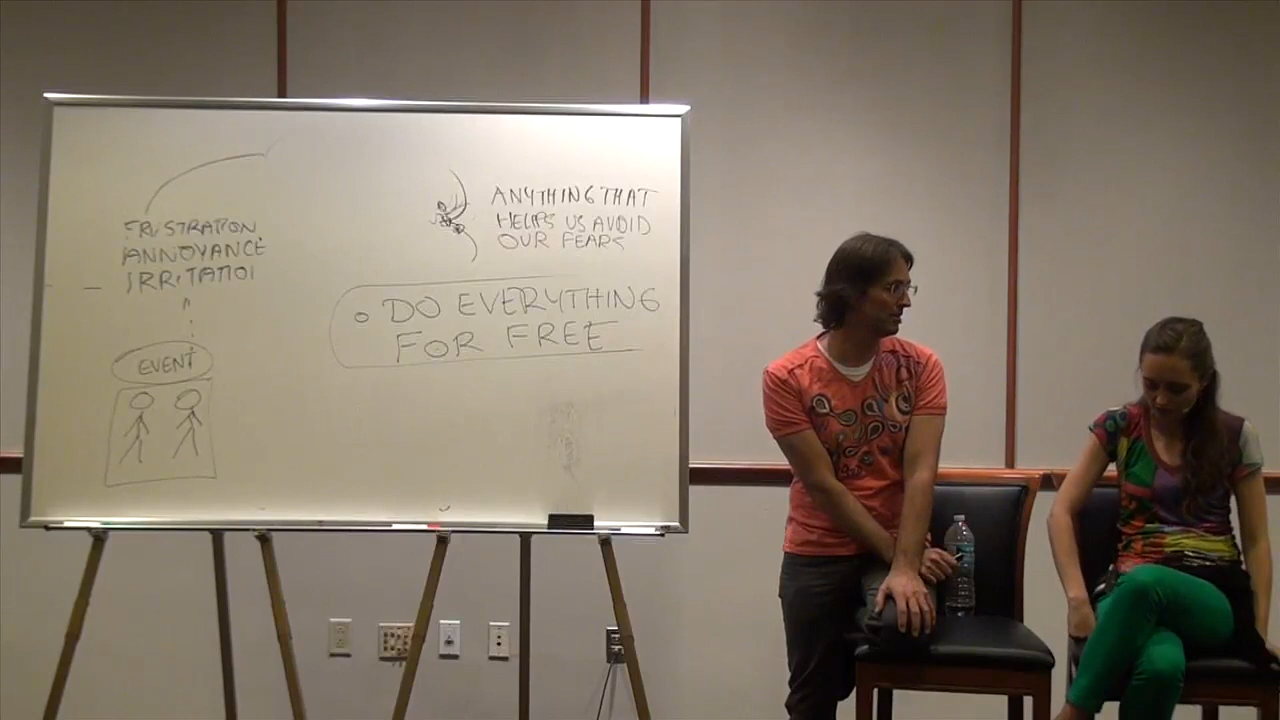 FRUSTRATION
ANNOYANCE
IRRITATION
EVENT
ANYTHING THAT
HELPS US AVOID
OUR FEARS
DO EVERYTHING
FOR FREE